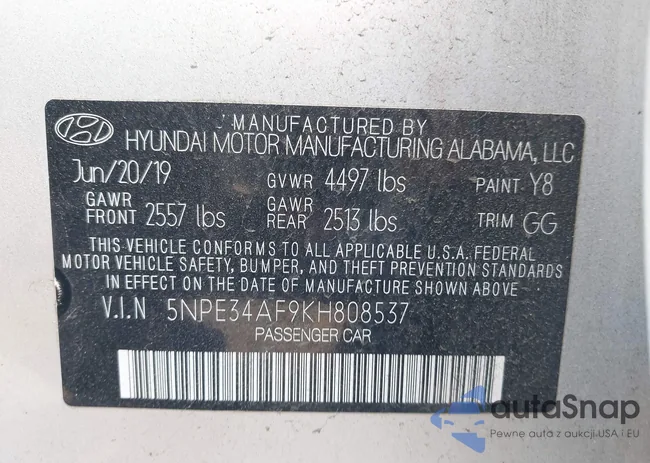 MANUFACTURED BY
HYUNDAI MOTOR MANUFACTURING ALABAMA, LLC
Jun/20/19 GVWR 4497 lbs PAINT Y8
GAWR FRONT 2557 lbs GAWR REAR 2513 lbs TRIM GG
THIS VEHICLE CONFORMS TO ALL APPLICABLE U.S.A. FEDERAL
MOTOR VEHICLE SAFETY, BUMPER, AND THEFT PREVENTION STANDARDS
IN EFFECT ON THE DATE OF MANUFACTURE SHOWN ABOVE.
V.I.N 5NPE34AF9KH808537
PASSENGER CAR
autaSnap
Pewne auta z aukcji USA i EU